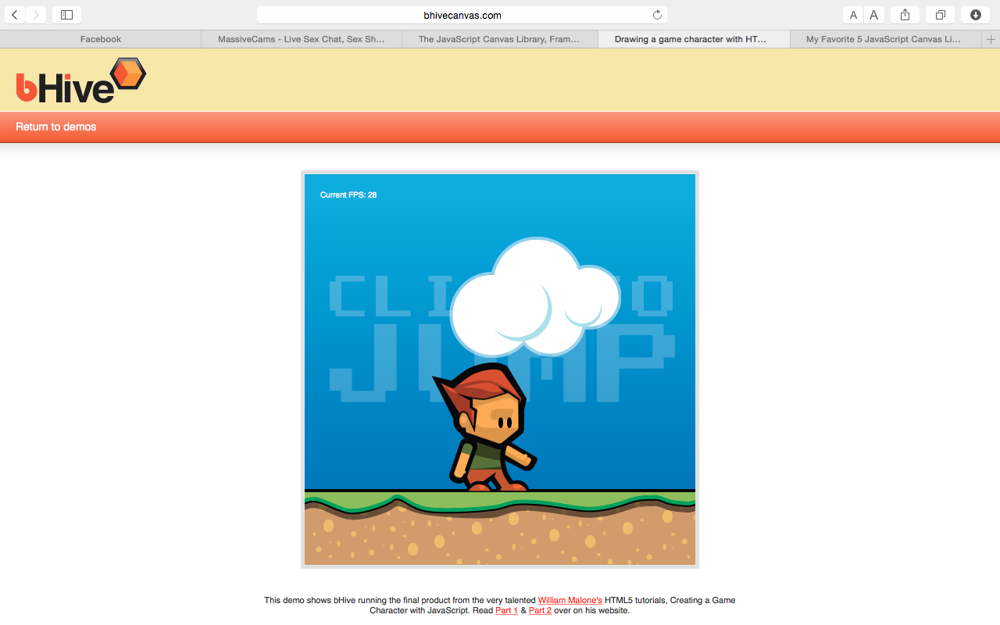 bhivecanvas.com
A A
Facebook
MassiveCams - Live Sex Chat, Sex Sh...
The JavaScript Canvas Library, Fram...
Drawing a game character with HT...
My Favorite 5 JavaScript Canvas Li...
bHive
Return to demos
Current FPS: 28
CLI O
JUMP
This demo shows bHive running the final product from the very talented William Malone's HTML5 tutorials, Creating a Game
Character with JavaScript. Read Part 1 & Part 2 over on his website.